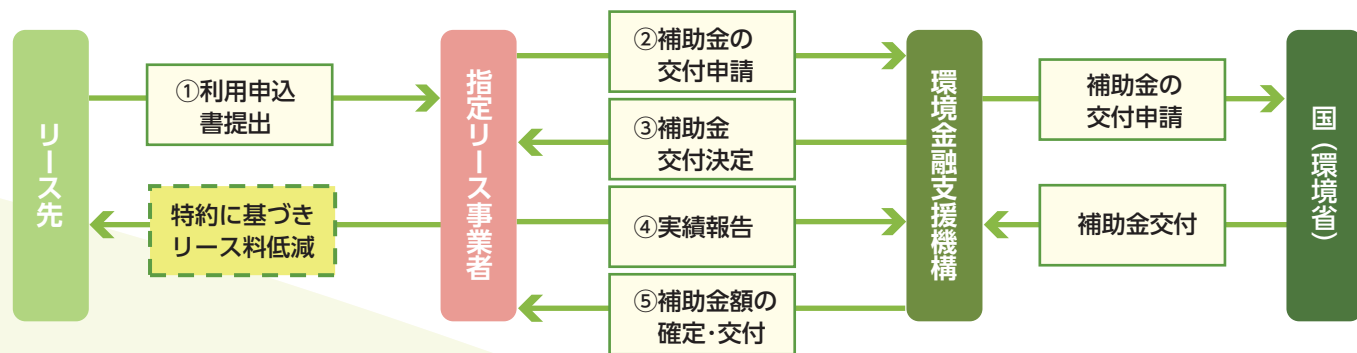 リース先
①利用申込
書提出
特約に基づき
リース料低減
指定リース事業者
②補助金の
交付申請
③補助金
交付決定
④実績報告
⑤補助金額の
確定・交付
環境金融支援機構
補助金の
交付申請
補助金交付
国（環境省）